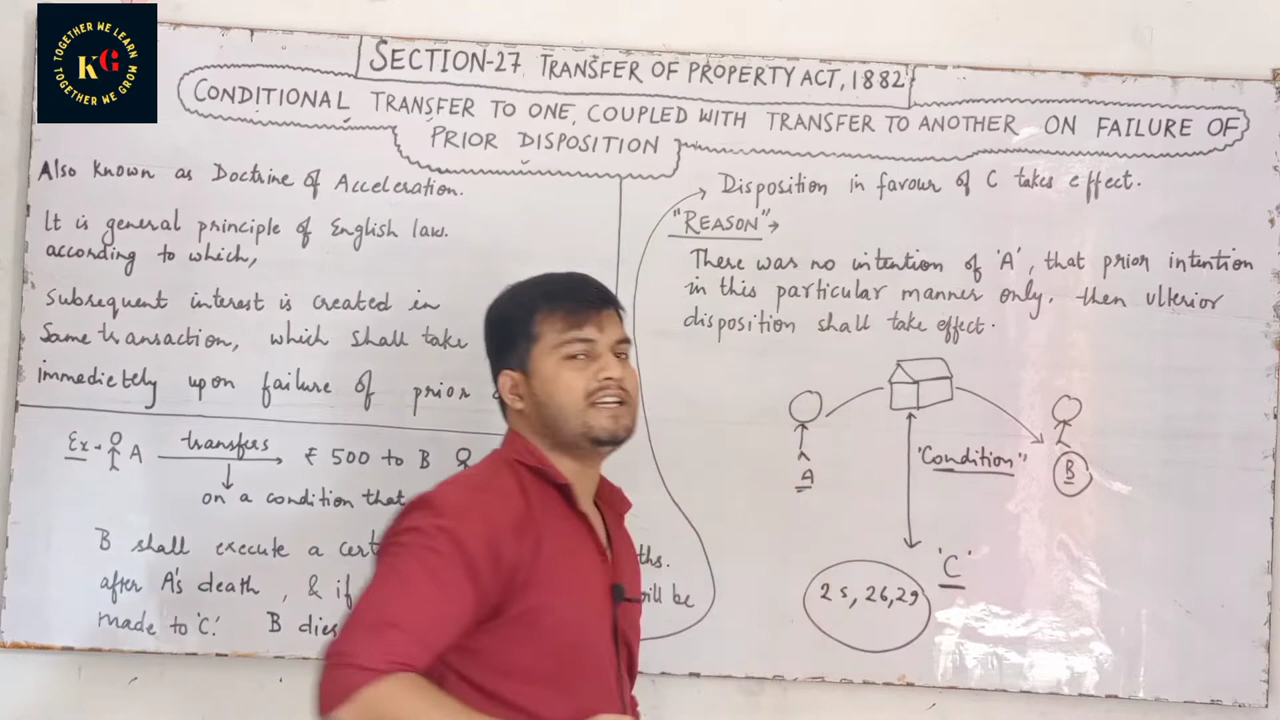 TOGETHER WE LEARN
KG
TOGETHER WE GROW
SECTION-27 TRANSFER OF PROPERTY ACT, 1882
CONDITIONAL TRANSFER TO ONE, COUPLED WITH TRANSFER TO ANOTHER ON FAILURE OF
PRIOR DISPOSITION
Also Known as Doctrine of Acceleration.
It is general principle of English law.
according to which,
Subsequent interest is created in
Same transaction, which shall take
immedietely upon failure of prior
Ex - A transfers ₹ 500 to B
on a condition that
B shall execute a
after A's death, & if
made to 'C'. B dies
ths.
ill be
Disposition in favour of C takes effect.
"REASON" →
There was no intention of 'A', that prior intention
in this particular manner only, then ulterior
disposition shall take effect.
A
"Condition"
B
'C'
25, 26, 29